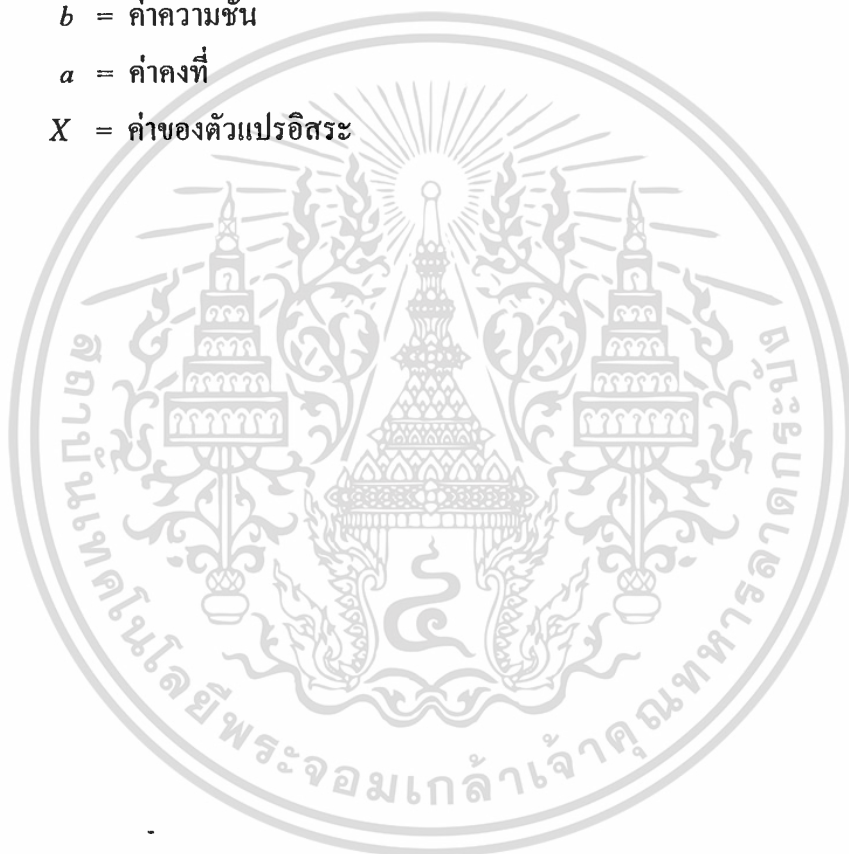 b = ค่าความชัน
a = ค่าคงที่
X = ค่าของตัวแปรอิสระ
สถาบันเทคโนโลยีพระจอมเกล้าเจ้าคุณทหารลาดกระบัง
๔